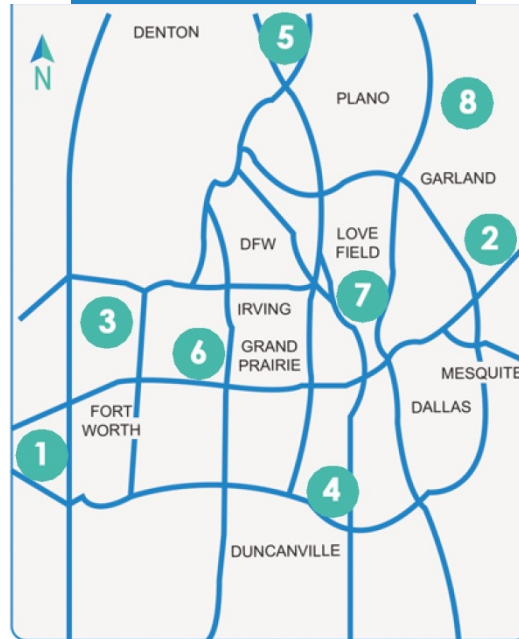 DENTON
5
N
PLANO
8
GARLAND
2
LOVE
FIELD
DFW
7
3
IRVING
6
GRAND
PRAIRIE
MESQUITE
FORT
WORTH
DALLAS
1
4
DUNCANVILLE